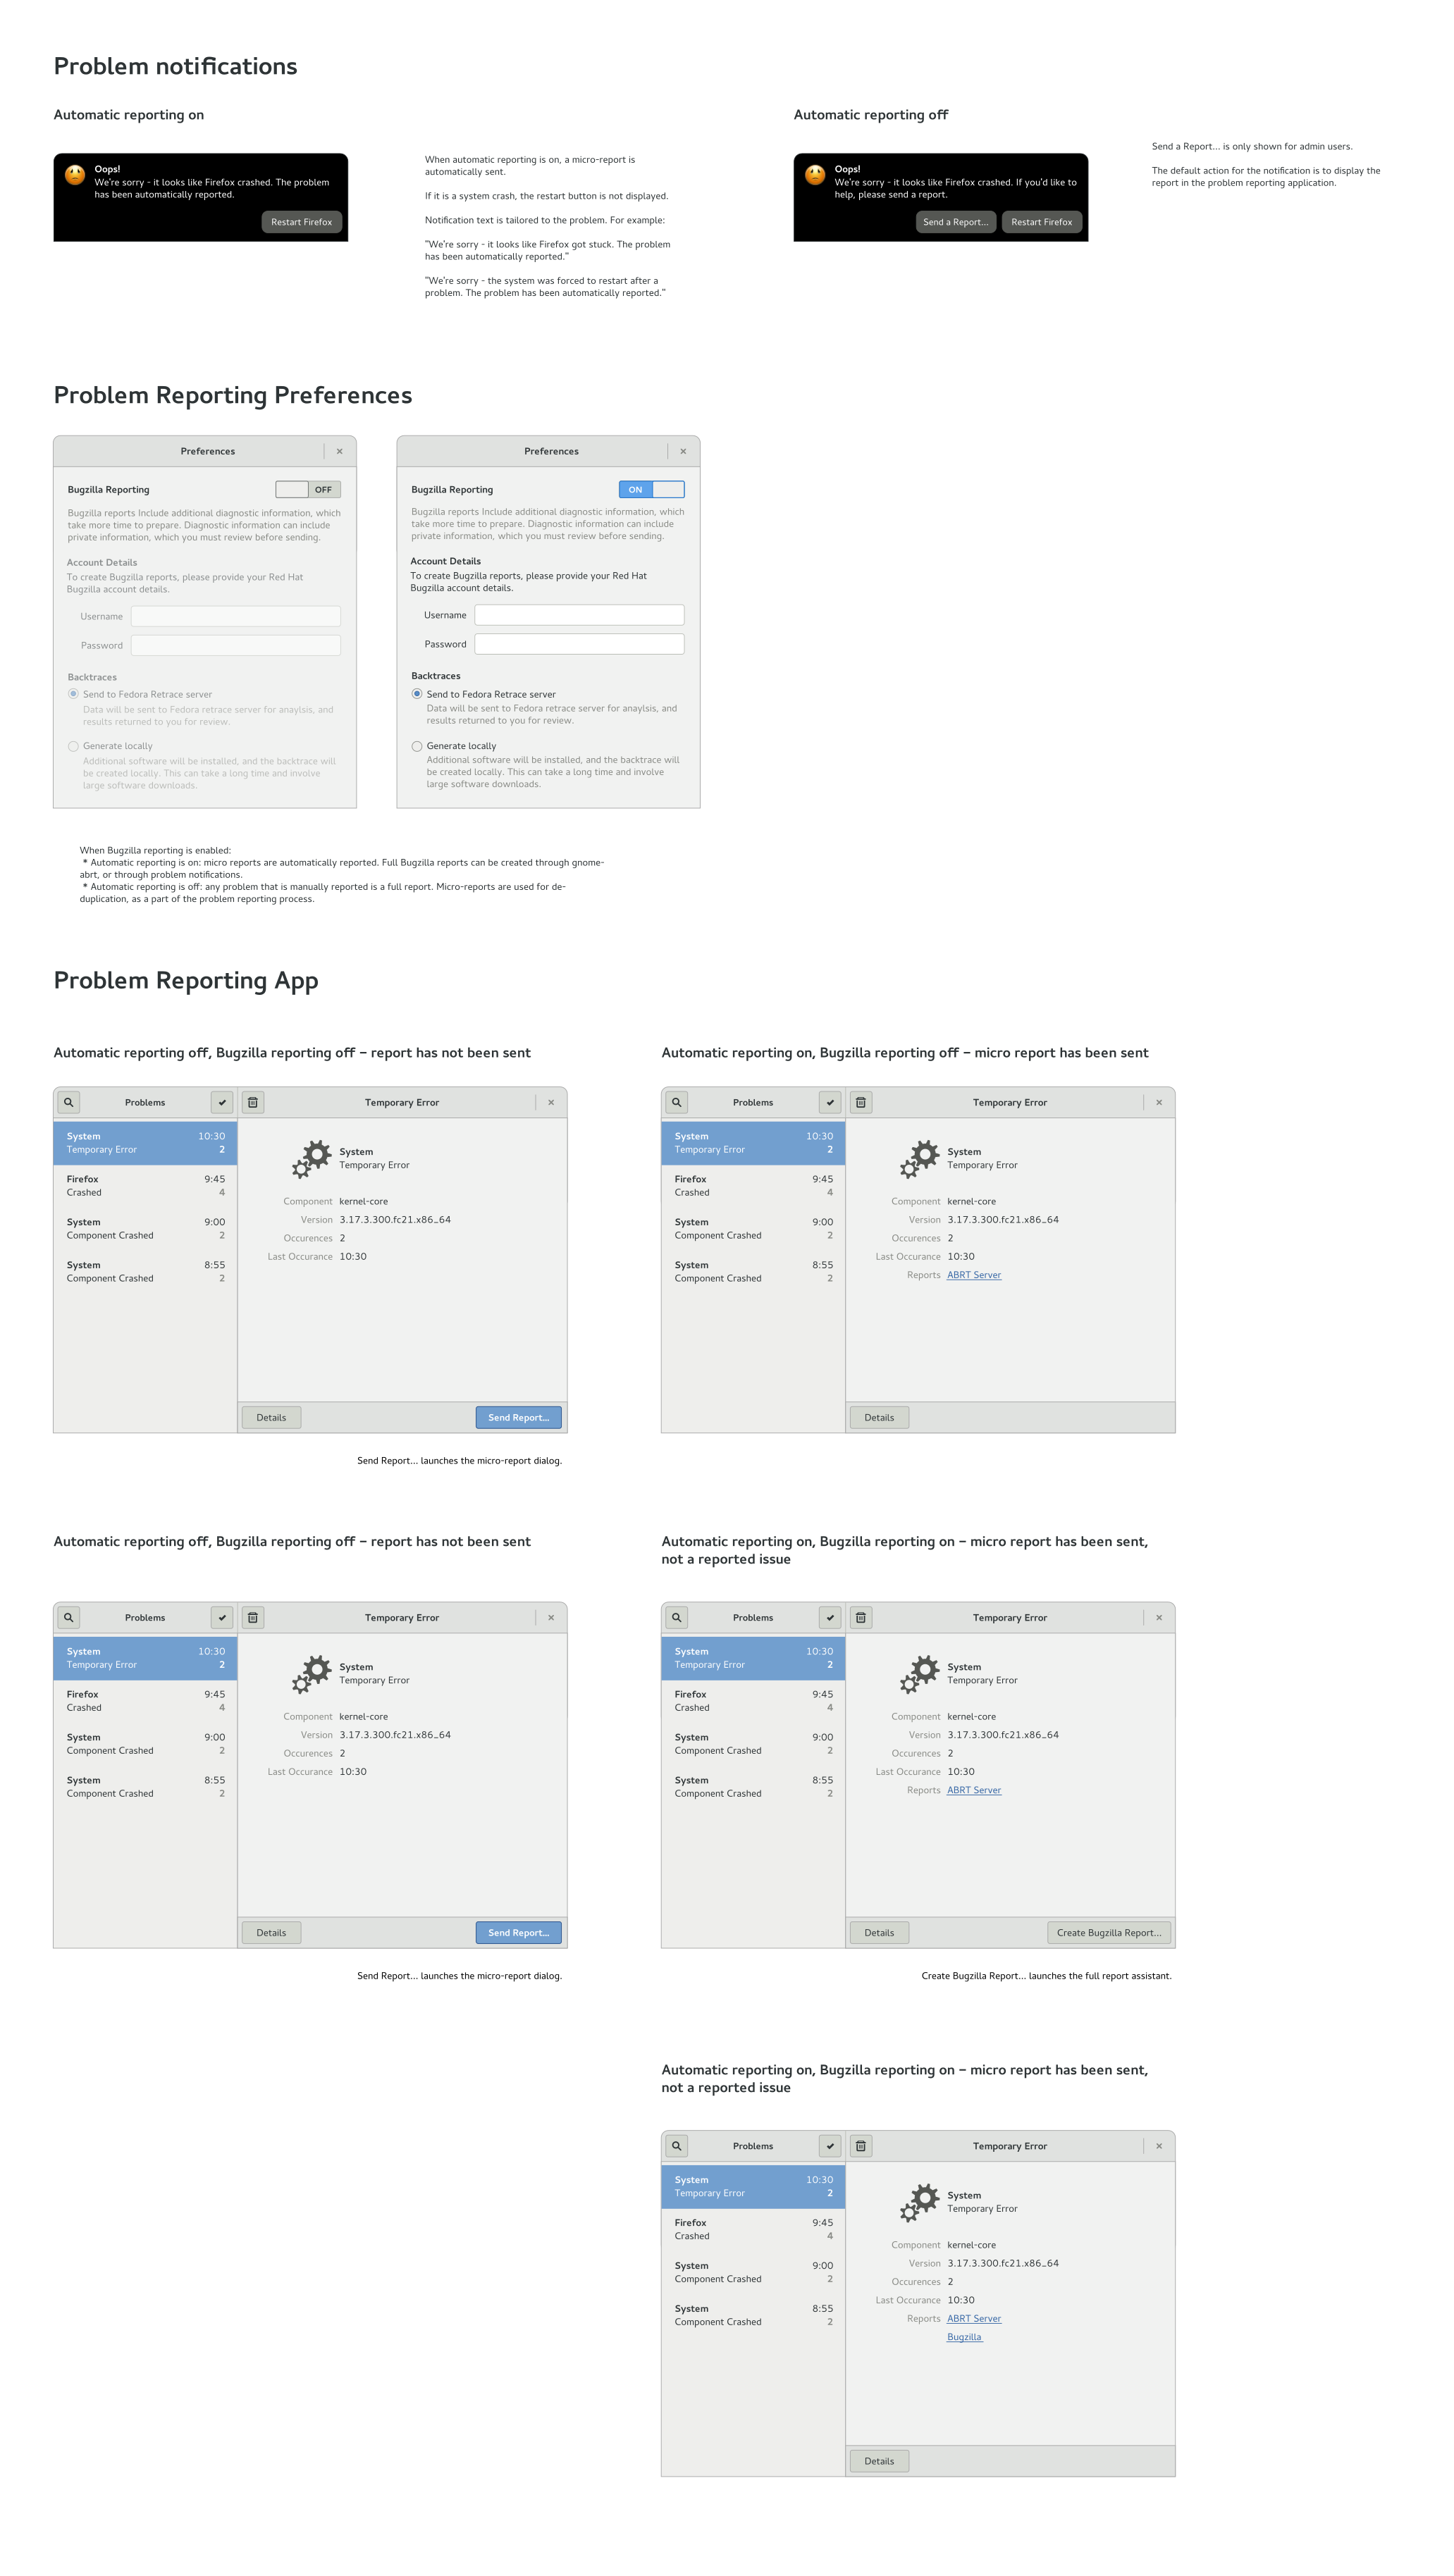 Problem notifications
Automatic reporting on
Oops!
We're sorry - it looks like Firefox crashed. The problem
has been automatically reported.
Restart Firefox
When automatic reporting is on, a micro-report is
automatically sent.
If it is a system crash, the restart button is not displayed.
Notification text is tailored to the problem. For example:
"We're sorry - it looks like Firefox got stuck. The problem
has been automatically reported."
"We're sorry - the system was forced to restart after a
problem. The problem has been automatically reported."
Automatic reporting off
Oops!
We're sorry - it looks like Firefox crashed. If you'd like to
help, please send a report.
Send a Report...
Restart Firefox
Send a Report... is only shown for admin users.
The default action for the notification is to display the
report in the problem reporting application.
Problem Reporting Preferences
Preferences
Bugzilla Reporting
OFF
Bugzilla reports Include additional diagnostic information, which
take more time to prepare. Diagnostic information can include
private information, which you must review before sending.
Account Details
To create Bugzilla reports, please provide your Red Hat
Bugzilla account details.
Username
Password
Backtraces
Send to Fedora Retrace server
Data will be sent to Fedora retrace server for anaylsis, and
results returned to you for review.
Generate locally
Additional software will be installed, and the backtrace will
be created locally. This can take a long time and involve
large software downloads.
Preferences
Bugzilla Reporting
ON
Bugzilla reports Include additional diagnostic information, which
take more time to prepare. Diagnostic information can include
private information, which you must review before sending.
Account Details
To create Bugzilla reports, please provide your Red Hat
Bugzilla account details.
Username
Password
Backtraces
Send to Fedora Retrace server
Data will be sent to Fedora retrace server for anaylsis, and
results returned to you for review.
Generate locally
Additional software will be installed, and the backtrace will
be created locally. This can take a long time and involve
large software downloads.
When Bugzilla reporting is enabled:
* Automatic reporting is on: micro reports are automatically reported. Full Bugzilla reports can be created through gnome-
abrt, or through problem notifications.
* Automatic reporting is off: any problem that is manually reported is a full report. Micro-reports are used for de-
duplication, as a part of the problem reporting process.
Problem Reporting App
Automatic reporting off, Bugzilla reporting off – report has not been sent
Problems
Temporary Error
System 10:30
Temporary Error 2
Firefox 9:45
Crashed 4
System 9:00
Component Crashed 2
System 8:55
Component Crashed 2
System
Temporary Error
Component kernel-core
Version 3.17.3.300.fc21.x86_64
Occurences 2
Last Occurance 10:30
Details
Send Report...
Send Report... launches the micro-report dialog.
Automatic reporting on, Bugzilla reporting off – micro report has been sent
Problems
Temporary Error
System 10:30
Temporary Error 2
Firefox 9:45
Crashed 4
System 9:00
Component Crashed 2
System 8:55
Component Crashed 2
System
Temporary Error
Component kernel-core
Version 3.17.3.300.fc21.x86_64
Occurences 2
Last Occurance 10:30
Reports ABRT Server
Details
Automatic reporting off, Bugzilla reporting off – report has not been sent
Problems
Temporary Error
System 10:30
Temporary Error 2
Firefox 9:45
Crashed 4
System 9:00
Component Crashed 2
System 8:55
Component Crashed 2
System
Temporary Error
Component kernel-core
Version 3.17.3.300.fc21.x86_64
Occurences 2
Last Occurance 10:30
Details
Send Report...
Send Report... launches the micro-report dialog.
Automatic reporting on, Bugzilla reporting on – micro report has been sent,
not a reported issue
Problems
Temporary Error
System 10:30
Temporary Error 2
Firefox 9:45
Crashed 4
System 9:00
Component Crashed 2
System 8:55
Component Crashed 2
System
Temporary Error
Component kernel-core
Version 3.17.3.300.fc21.x86_64
Occurences 2
Last Occurance 10:30
Reports ABRT Server
Details
Create Bugzilla Report...
Create Bugzilla Report... launches the full report assistant.
Automatic reporting on, Bugzilla reporting on – micro report has been sent,
not a reported issue
Problems
Temporary Error
System 10:30
Temporary Error 2
Firefox 9:45
Crashed 4
System 9:00
Component Crashed 2
System 8:55
Component Crashed 2
System
Temporary Error
Component kernel-core
Version 3.17.3.300.fc21.x86_64
Occurences 2
Last Occurance 10:30
Reports ABRT Server
Bugzilla
Details